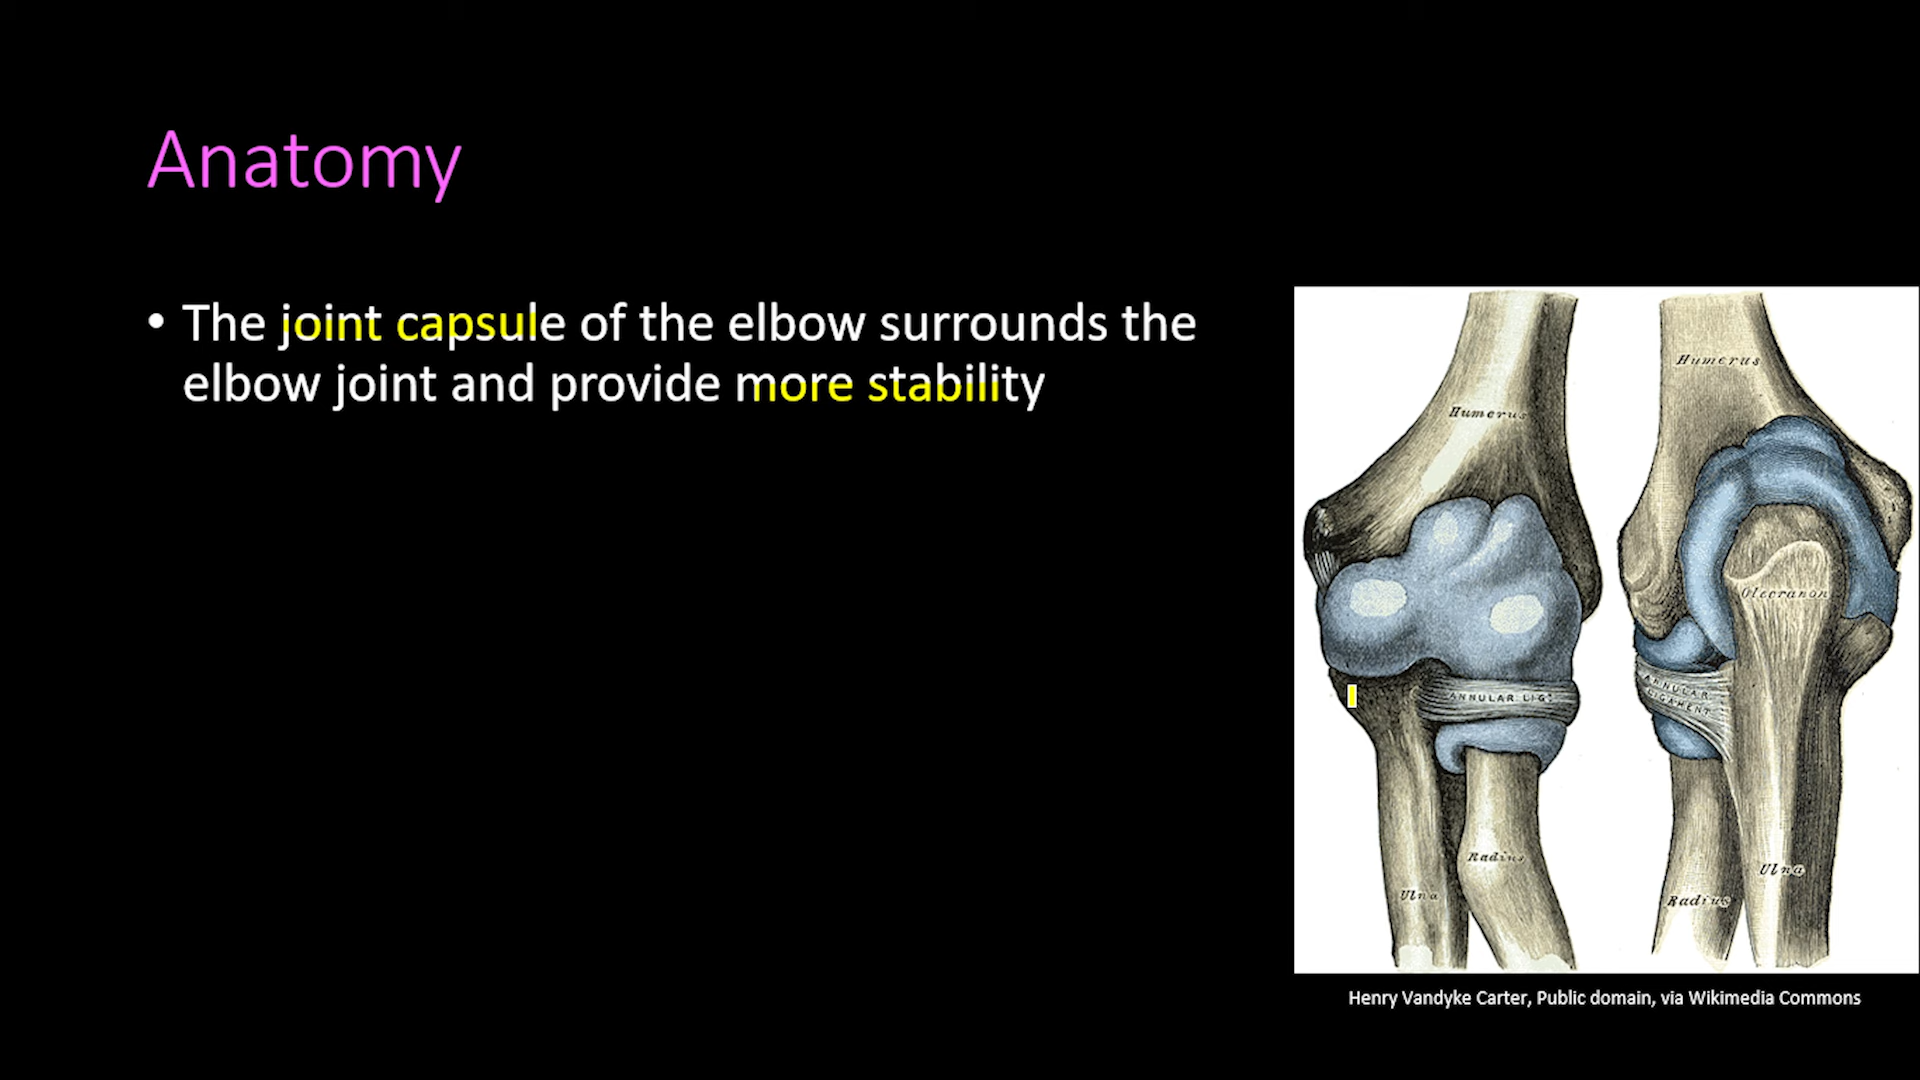 Anatomy
• The joint capsule of the elbow surrounds the
elbow joint and provide more stability
Humerus
Humerus
Olecranon
ANNULAR LIGT
ANNULAR
LIGAMENT
Radius
Ulna
Ulna
Radius
Henry Vandyke Carter, Public domain, via Wikimedia Commons